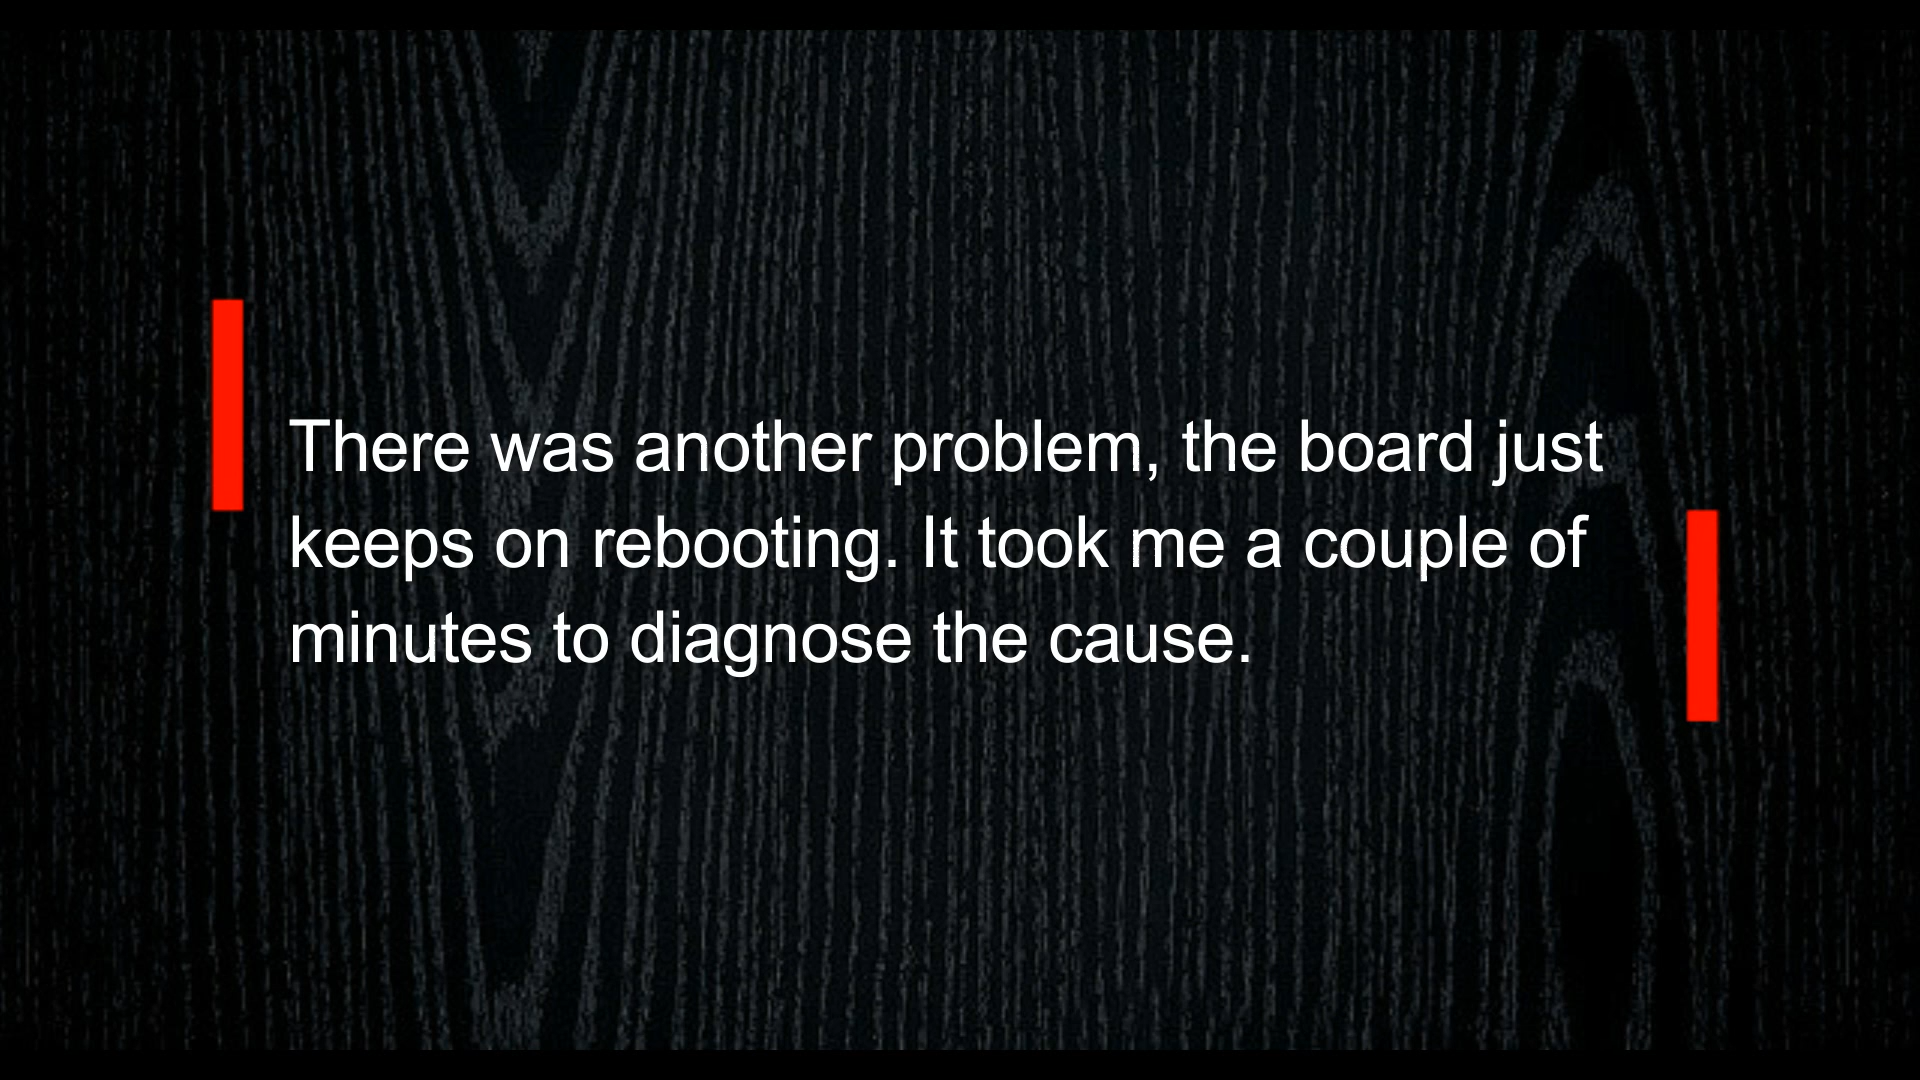 There was another problem, the board just
keeps on rebooting. It took me a couple of
minutes to diagnose the cause.